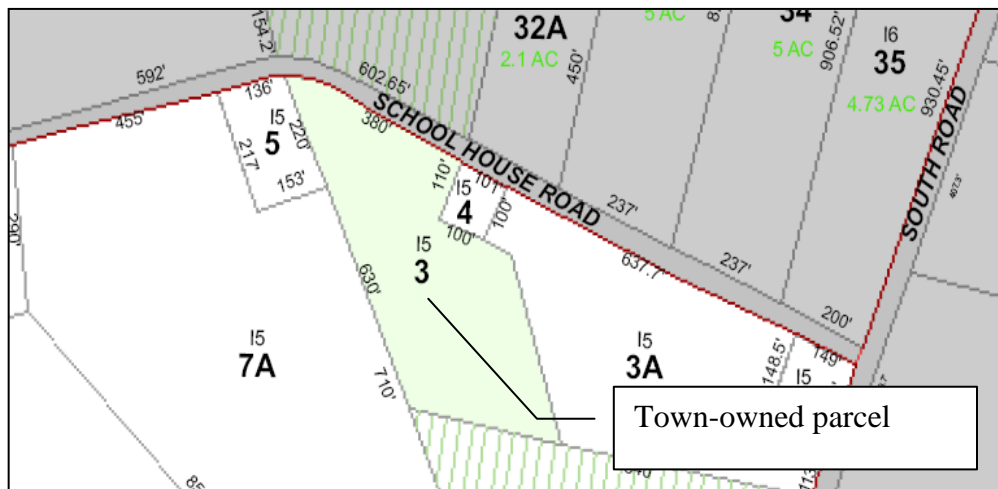 154.2'
32A
2.1 AC
5 AC
34
5 AC
I6
35
4.73 AC
450'
906.52'
930.45'
592'
602.65'
SCHOOL HOUSE ROAD
SOUTH ROAD
455'
136'
380'
I5
5
220'
217'
153'
110'
I5
4
101'
100'
100'
237'
237'
200'
637.7'
I5
3
630'
I5
7A
710'
I5
3A
148.5'
149'
I5
Town-owned parcel